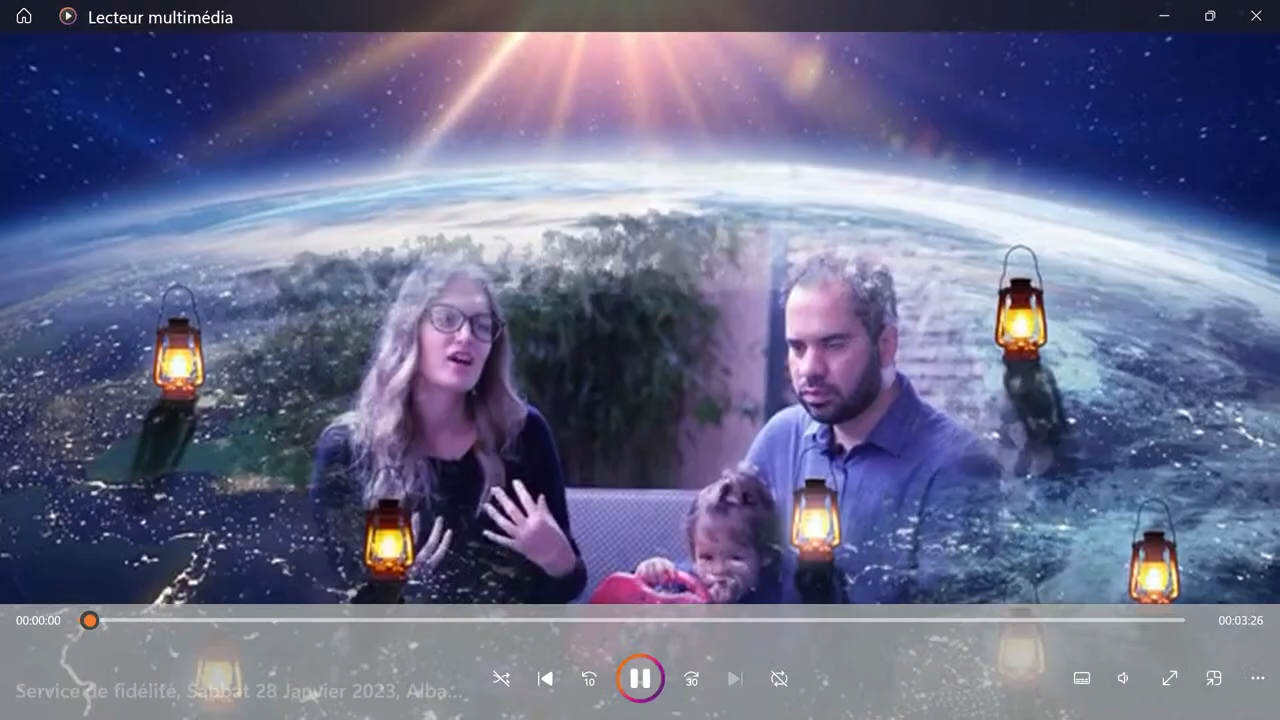 Lecteur multimédia
00:00:00
00:03:26
10
30
Service de fidélité, Sabbat 28 Janvier 2023, Alba...